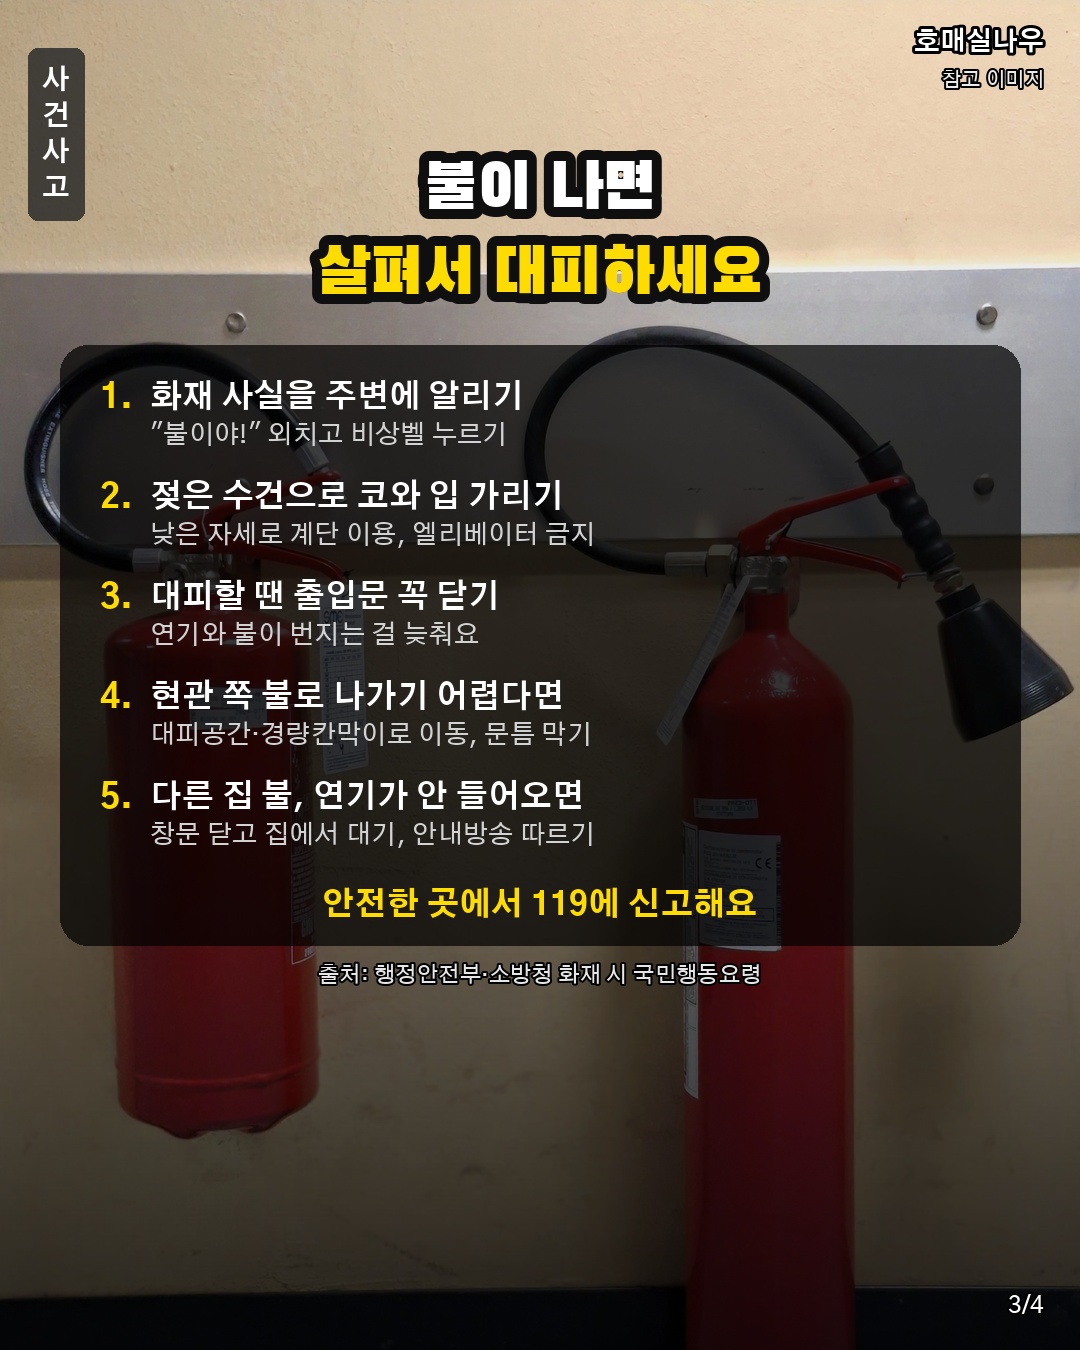 호매실나우
참고 이미지
사건사고
불이 나면
살펴서 대피하세요
1. 화재 사실을 주변에 알리기
"불이야!" 외치고 비상벨 누르기
2. 젖은 수건으로 코와 입 가리기
낮은 자세로 계단 이용, 엘리베이터 금지
3. 대피할 땐 출입문 꼭 닫기
연기와 불이 번지는 걸 늦춰요
4. 현관 쪽 불로 나가기 어렵다면
대피공간·경량칸막이로 이동, 문틈 막기
5. 다른 집 불, 연기가 안 들어오면
창문 닫고 집에서 대기, 안내방송 따르기
안전한 곳에서 119에 신고해요
출처: 행정안전부·소방청 화재 시 국민행동요령
3/4